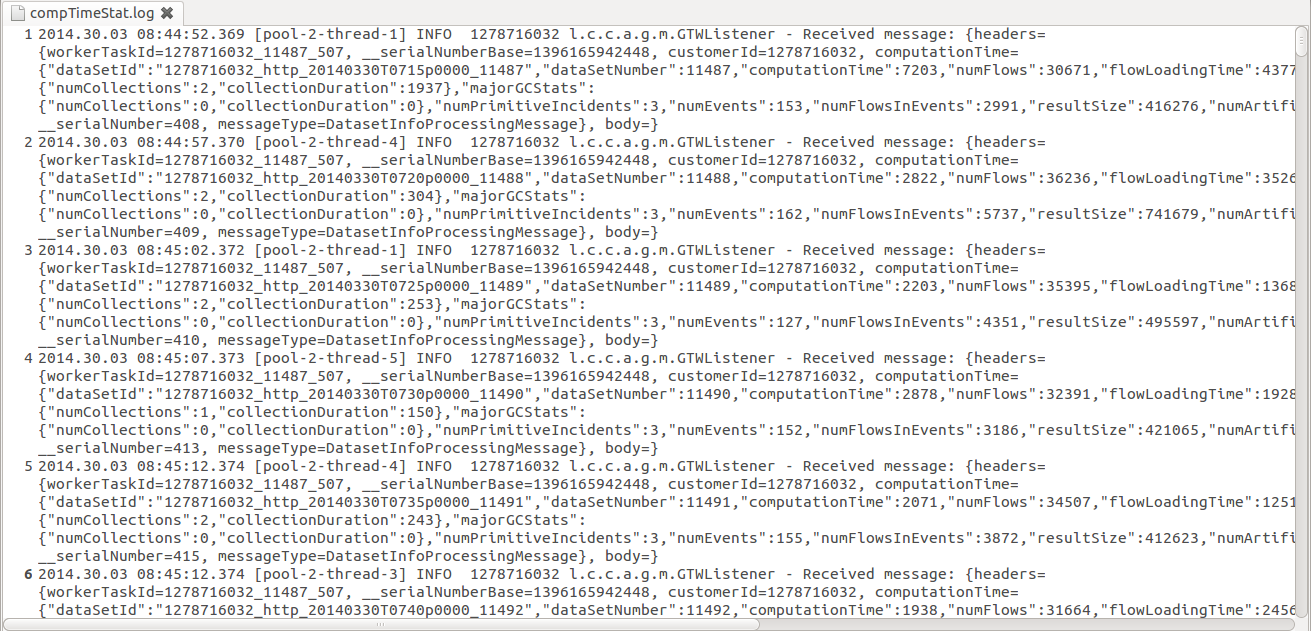 compTimeStat.log
1 2014.30.03 08:44:52.369 [pool-2-thread-1] INFO  1278716032 l.c.c.a.g.m.GTWListener - Received message: {headers=
{workerTaskId=1278716032_11487_507, __serialNumberBase=1396165942448, customerId=1278716032, computationTime=
{"dataSetId":"1278716032_http_20140330T0715p0000_11487","dataSetNumber":11487,"computationTime":7203,"numFlows":30671,"flowLoadingTime":4377
{"numCollections":2,"collectionDuration":1937},"majorGCStats":
{"numCollections":0,"collectionDuration":0},"numPrimitiveIncidents":3,"numEvents":153,"numFlowsInEvents":2991,"resultSize":416276,"numArtifi
__serialNumber=408, messageType=DatasetInfoProcessingMessage}, body=}
2 2014.30.03 08:44:57.370 [pool-2-thread-4] INFO  1278716032 l.c.c.a.g.m.GTWListener - Received message: {headers=
{workerTaskId=1278716032_11487_507, __serialNumberBase=1396165942448, customerId=1278716032, computationTime=
{"dataSetId":"1278716032_http_20140330T0720p0000_11488","dataSetNumber":11488,"computationTime":2822,"numFlows":36236,"flowLoadingTime":3526
{"numCollections":2,"collectionDuration":304},"majorGCStats":
{"numCollections":0,"collectionDuration":0},"numPrimitiveIncidents":3,"numEvents":162,"numFlowsInEvents":5737,"resultSize":741679,"numArtifi
__serialNumber=409, messageType=DatasetInfoProcessingMessage}, body=}
3 2014.30.03 08:45:02.372 [pool-2-thread-1] INFO  1278716032 l.c.c.a.g.m.GTWListener - Received message: {headers=
{workerTaskId=1278716032_11487_507, __serialNumberBase=1396165942448, customerId=1278716032, computationTime=
{"dataSetId":"1278716032_http_20140330T0725p0000_11489","dataSetNumber":11489,"computationTime":2203,"numFlows":35395,"flowLoadingTime":1368
{"numCollections":2,"collectionDuration":253},"majorGCStats":
{"numCollections":0,"collectionDuration":0},"numPrimitiveIncidents":3,"numEvents":127,"numFlowsInEvents":4351,"resultSize":495597,"numArtifi
__serialNumber=410, messageType=DatasetInfoProcessingMessage}, body=}
4 2014.30.03 08:45:07.373 [pool-2-thread-5] INFO  1278716032 l.c.c.a.g.m.GTWListener - Received message: {headers=
{workerTaskId=1278716032_11487_507, __serialNumberBase=1396165942448, customerId=1278716032, computationTime=
{"dataSetId":"1278716032_http_20140330T0730p0000_11490","dataSetNumber":11490,"computationTime":2878,"numFlows":32391,"flowLoadingTime":1928
{"numCollections":1,"collectionDuration":150},"majorGCStats":
{"numCollections":0,"collectionDuration":0},"numPrimitiveIncidents":3,"numEvents":152,"numFlowsInEvents":3186,"resultSize":421065,"numArtifi
__serialNumber=413, messageType=DatasetInfoProcessingMessage}, body=}
5 2014.30.03 08:45:12.374 [pool-2-thread-4] INFO  1278716032 l.c.c.a.g.m.GTWListener - Received message: {headers=
{workerTaskId=1278716032_11487_507, __serialNumberBase=1396165942448, customerId=1278716032, computationTime=
{"dataSetId":"1278716032_http_20140330T0735p0000_11491","dataSetNumber":11491,"computationTime":2071,"numFlows":34507,"flowLoadingTime":1251
{"numCollections":2,"collectionDuration":243},"majorGCStats":
{"numCollections":0,"collectionDuration":0},"numPrimitiveIncidents":3,"numEvents":155,"numFlowsInEvents":3872,"resultSize":412623,"numArtifi
__serialNumber=415, messageType=DatasetInfoProcessingMessage}, body=}
6 2014.30.03 08:45:12.374 [pool-2-thread-3] INFO  1278716032 l.c.c.a.g.m.GTWListener - Received message: {headers=
{workerTaskId=1278716032_11487_507, __serialNumberBase=1396165942448, customerId=1278716032, computationTime=
{"dataSetId":"1278716032_http_20140330T0740p0000_11492","dataSetNumber":11492,"computationTime":1938,"numFlows":31664,"flowLoadingTime":2456